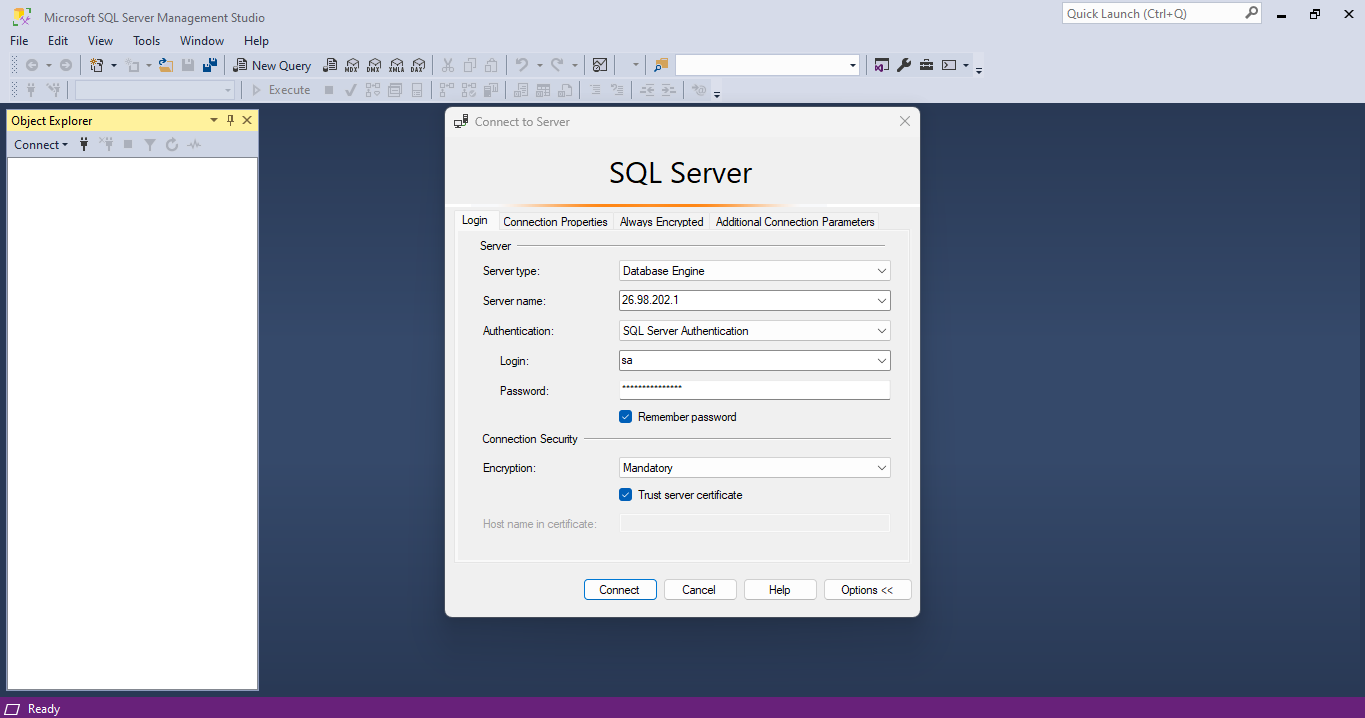 Microsoft SQL Server Management Studio
Quick Launch (Ctrl+Q)
File Edit View Tools Window Help
New Query MDX DMX XMLA DAX
Execute
Object Explorer
Connect
Connect to Server
SQL Server
Login Connection Properties Always Encrypted Additional Connection Parameters
Server
Server type: Database Engine
Server name: 26.98.202.1
Authentication: SQL Server Authentication
Login: sa
Password: ***************
Remember password
Connection Security
Encryption: Mandatory
Trust server certificate
Host name in certificate:
Connect Cancel Help Options <<
Ready